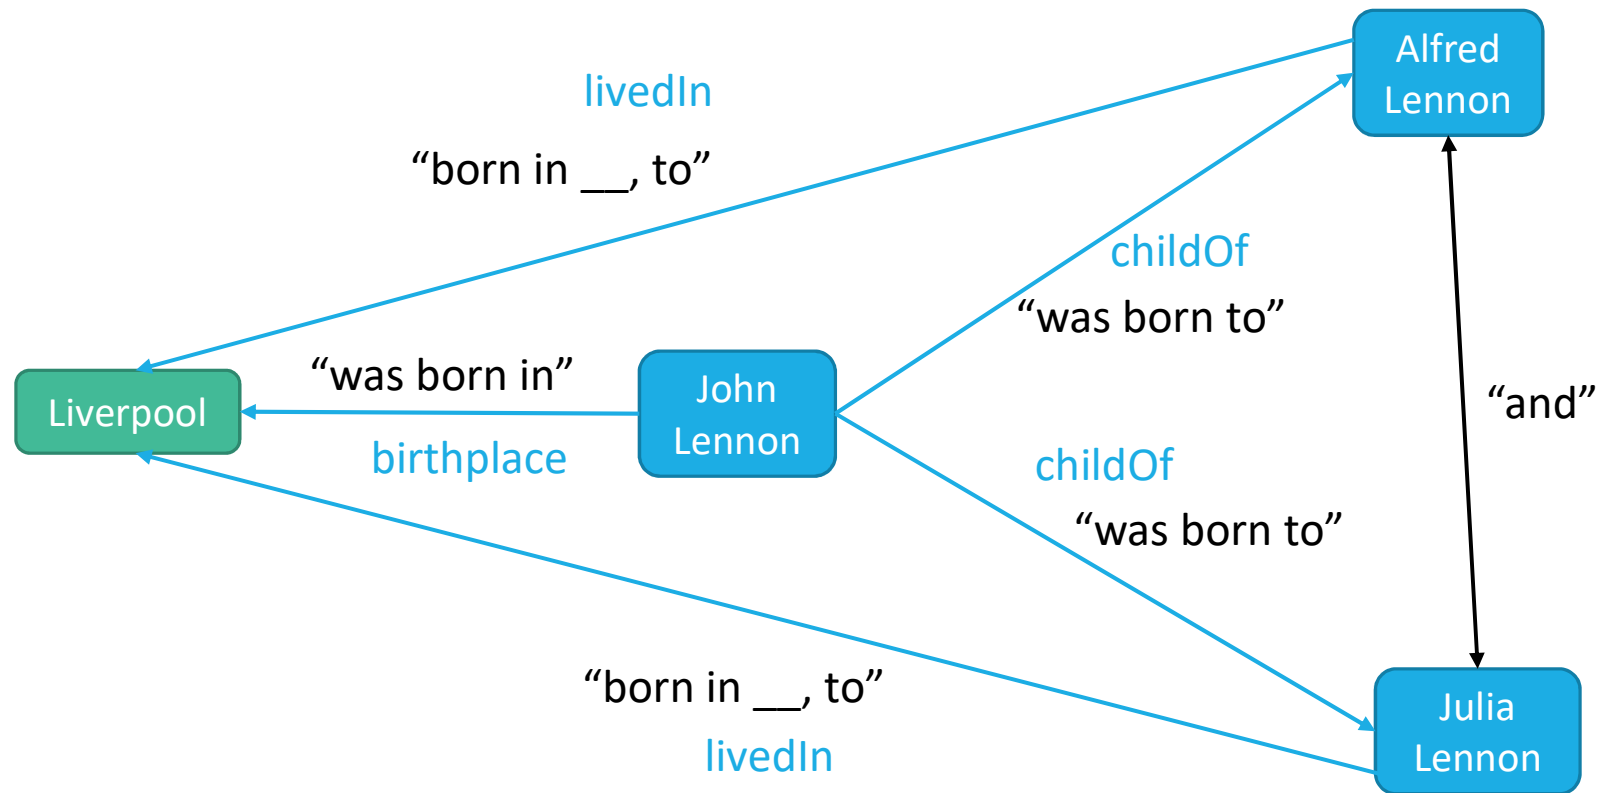 Alfred
Lennon
livedIn
“born in __, to”
childOf
“was born to”
“was born in”
John
Lennon
Liverpool
“and”
birthplace
childOf
“was born to”
“born in __, to”
livedIn
Julia
Lennon